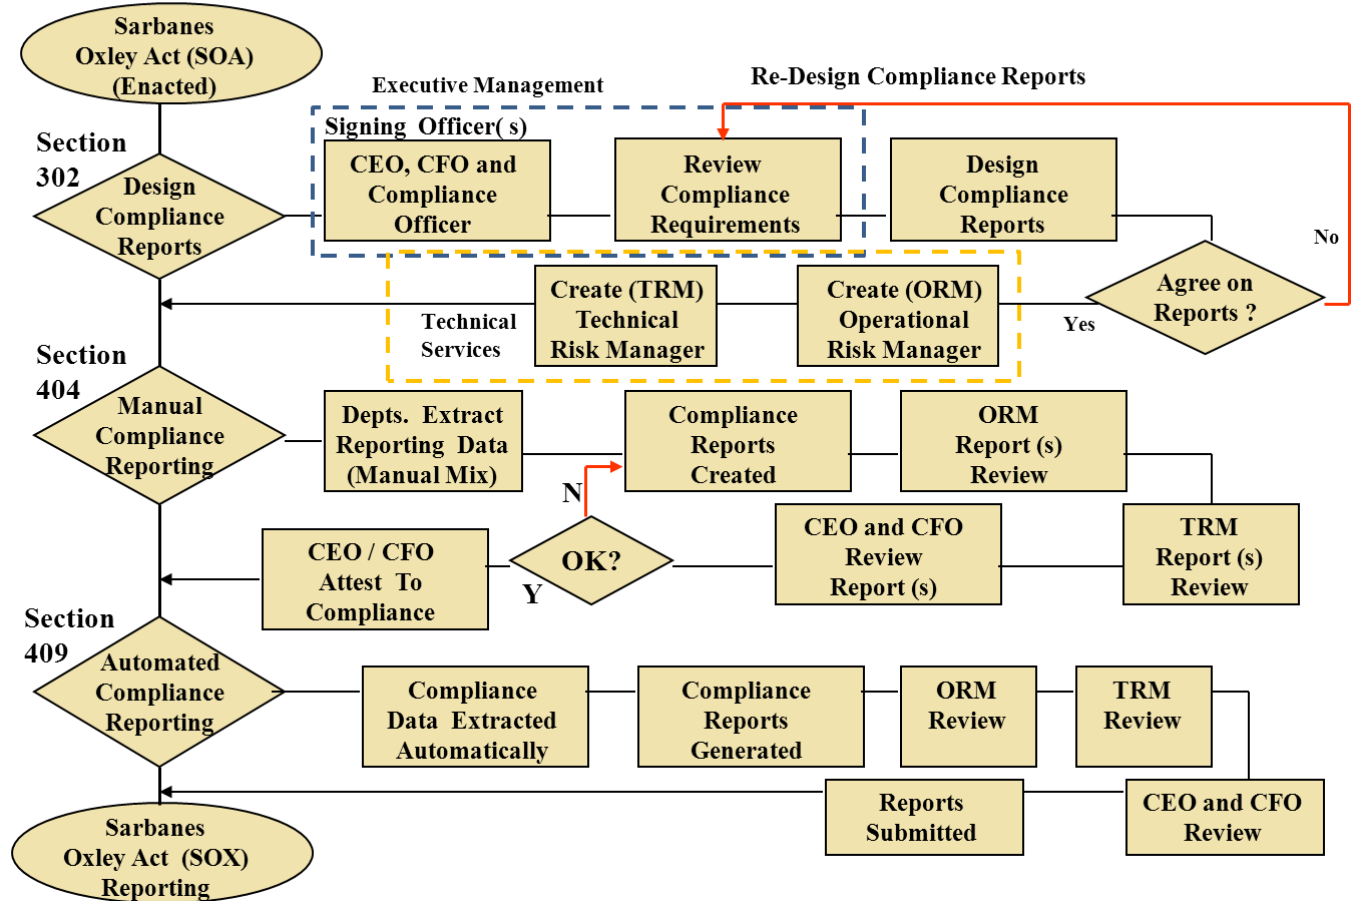 Sarbanes
Oxley Act (SOA)
(Enacted)
Executive Management
Re-Design Compliance Reports
Section
302
Design
Compliance
Reports
Signing Officer( s)
CEO, CFO and
Compliance
Officer
Review
Compliance
Requirements
Design
Compliance
Reports
No
Agree on
Reports ?
Yes
Create (ORM)
Operational
Risk Manager
Create (TRM)
Technical
Risk Manager
Technical
Services
Section
404
Manual
Compliance
Reporting
Depts. Extract
Reporting Data
(Manual Mix)
Compliance
Reports
Created
ORM
Report (s)
Review
TRM
Report (s)
Review
CEO and CFO
Review
Report (s)
OK?
N
Y
CEO / CFO
Attest To
Compliance
Section
409
Automated
Compliance
Reporting
Compliance
Data Extracted
Automatically
Compliance
Reports
Generated
ORM
Review
TRM
Review
CEO and CFO
Review
Reports
Submitted
Sarbanes
Oxley Act (SOX)
Reporting